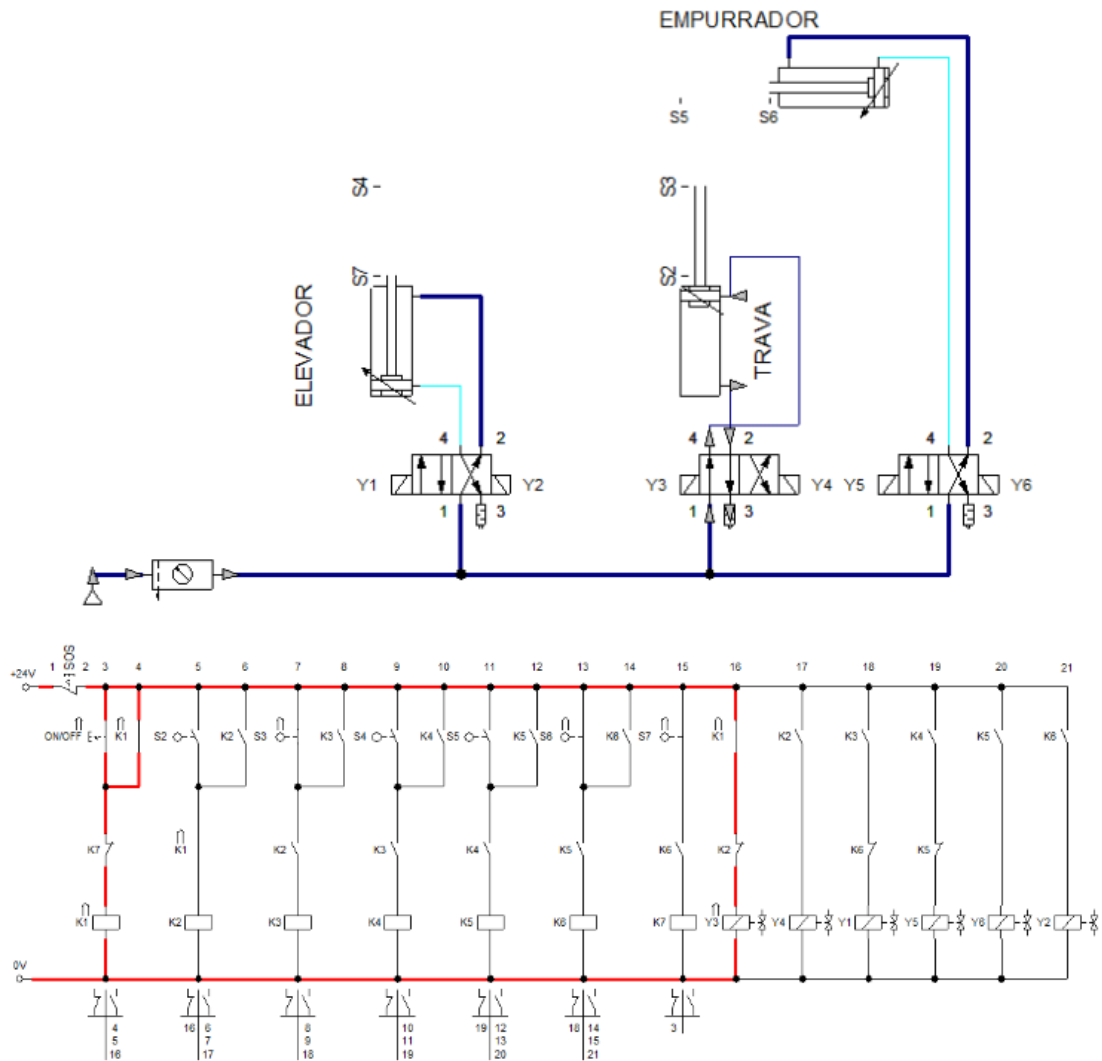 EMPURRADOR
S5 S6
S4 S3
S7 S2
ELEVADOR TRAVA
4 2 4 2 4 2
Y1 Y2 Y3 Y4 Y5 Y6
1 3 1 3 1 3
SOS
1 2 3 4 5 6 7 8 9 10 11 12 13 14 15 16 17 18 19 20 21
+24V
ON/OFF E K1 S2 K2 S3 K3 S4 K4 S5 K5 S6 K6 S7 K1 K2 K3 K4 K5 K6
K7 K1 K2 K3 K4 K5 K6 K2 K6 K5
K1 K2 K3 K4 K5 K6 K7 Y3 Y4 Y1 Y5 Y6 Y2
0V
4 16 6 8 10 19 12 18 14 3
5 7 9 11 13 15
16 17 18 19 20 21